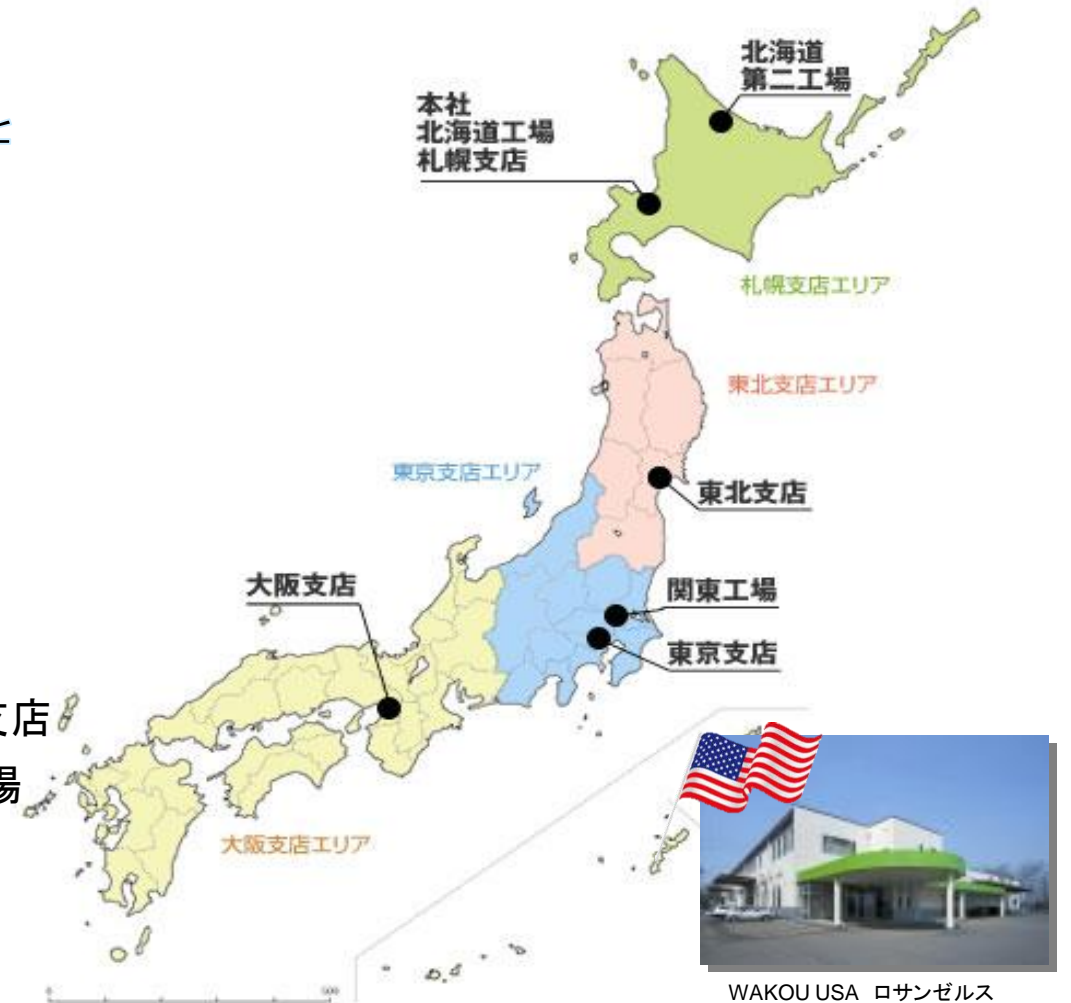 北海道
第二工場
本社
北海道工場
札幌支店
と
札幌支店エリア
東北支店エリア
東京支店エリア
東北支店
大阪支店
関東工場
東京支店
支店
場
大阪支店エリア
500
WAKOU USA ロサンゼルス